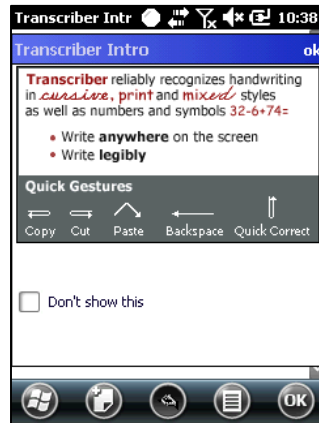 Transcriber Intr 10:38
Transcriber Intro ok
Transcriber reliably recognizes handwriting
in cursive, print and mixed styles
as well as numbers and symbols 32-6+74=
• Write anywhere on the screen
• Write legibly
Quick Gestures
Copy Cut Paste Backspace Quick Correct
Don't show this
OK